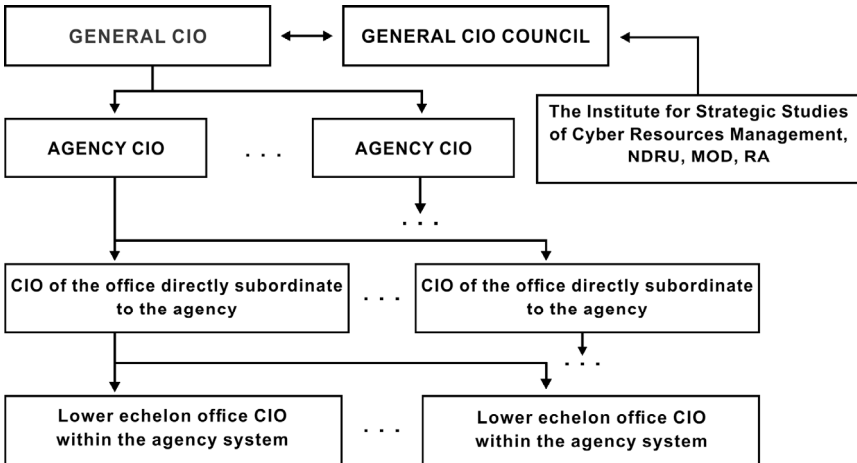 GENERAL CIO
GENERAL CIO COUNCIL
The Institute for Strategic Studies
of Cyber Resources Management,
NDRU, MOD, RA
AGENCY CIO
. . .
AGENCY CIO
. . .
CIO of the office directly subordinate
to the agency
. . .
CIO of the office directly subordinate
to the agency
. . .
Lower echelon office CIO
within the agency system
. . .
Lower echelon office CIO
within the agency system